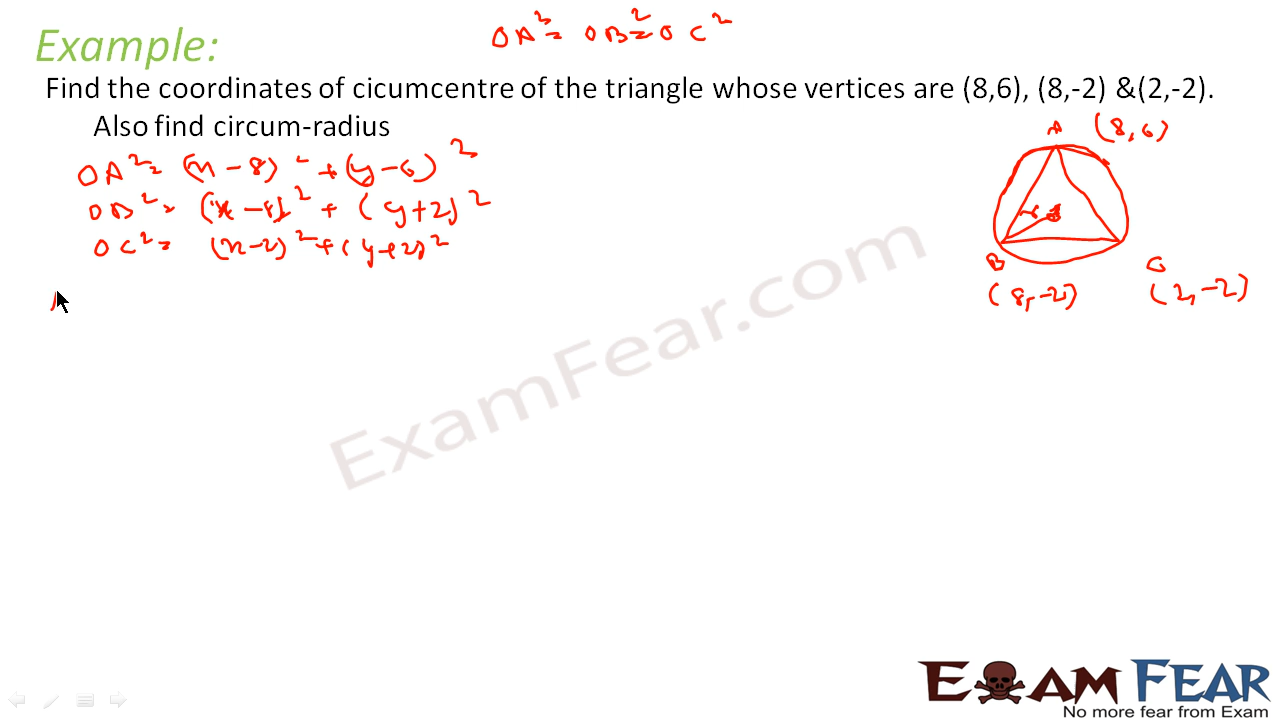 OA²= OB²= OC²
Example:
Find the coordinates of cicumcentre of the triangle whose vertices are (8,6), (8,-2) &(2,-2).
Also find circum-radius
OA²= (x-8)²+(y-6)²
OB²= (x-8)²+(y+2)²
OC²= (x-2)²+(y+2)²
A (8,6)
B
(8,-2)
C
(2,-2)
ExamFear.com
EXAM FEAR
No more fear from Exam